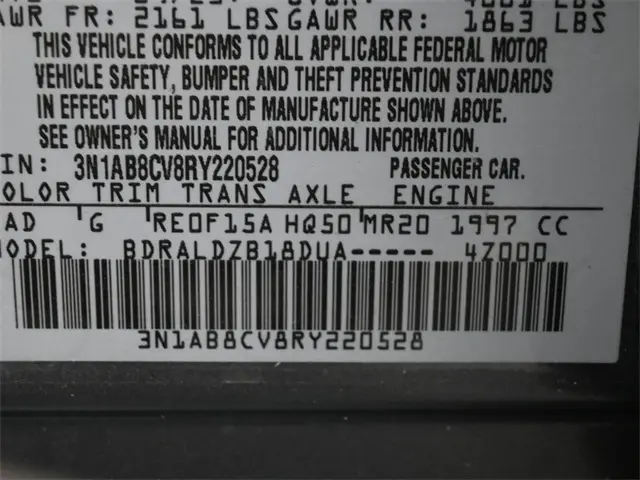 AWR FR: 2161 LBS GAWR RR: 1863 LBS
THIS VEHICLE CONFORMS TO ALL APPLICABLE FEDERAL MOTOR
VEHICLE SAFETY, BUMPER AND THEFT PREVENTION STANDARDS
IN EFFECT ON THE DATE OF MANUFACTURE SHOWN ABOVE.
SEE OWNER'S MANUAL FOR ADDITIONAL INFORMATION.
IN: 3N1AB8CV8RY220528 PASSENGER CAR.
OLOR TRIM TRANS AXLE ENGINE
AD G RE0F15A HQ50 MR20 1997 CC
MODEL: BDRALDZB18DUA----- 4Z000
3N1AB8CV8RY220528